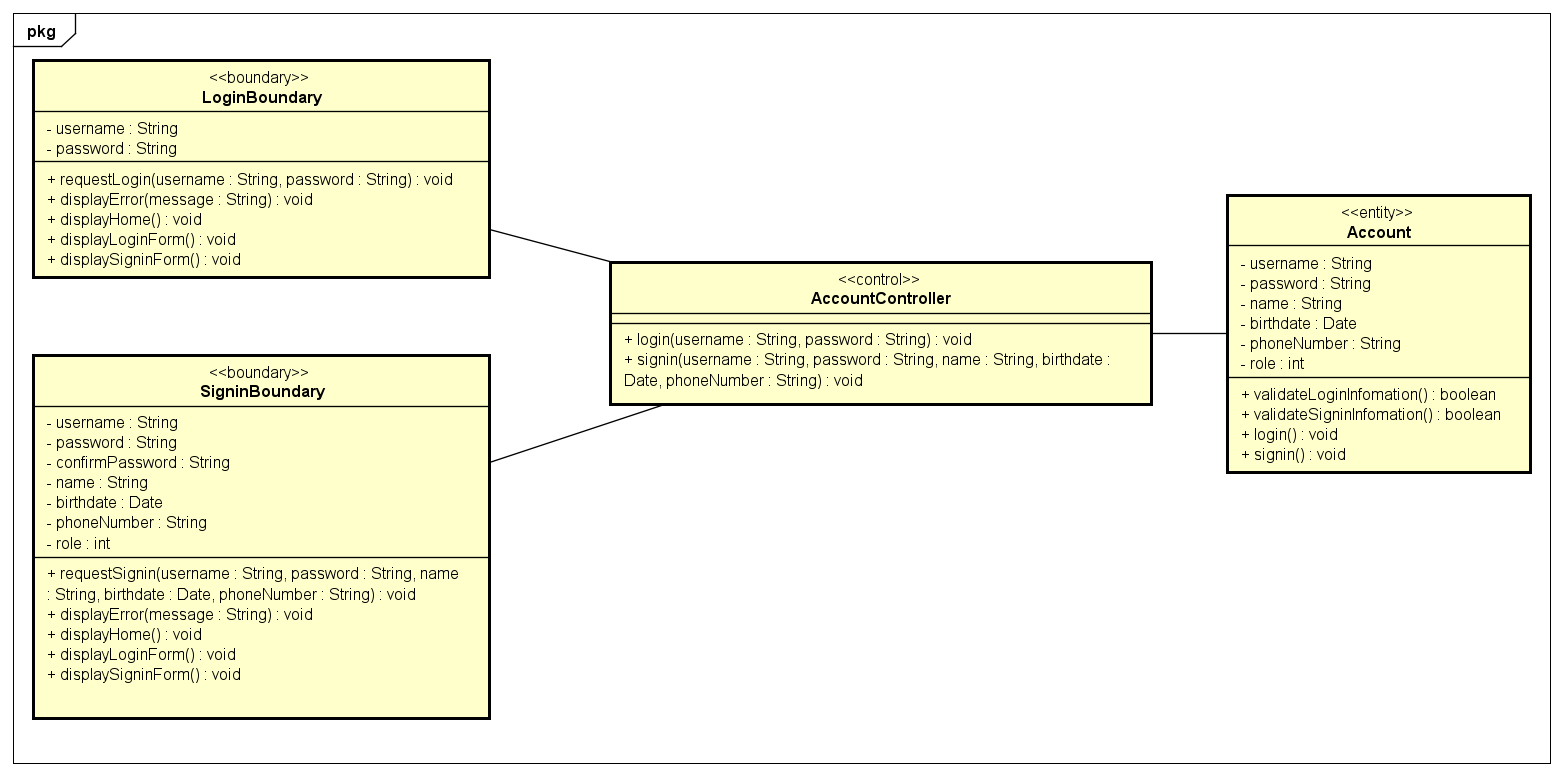 pkg
<<boundary>>
LoginBoundary
- username : String
- password : String
+ requestLogin(username : String, password : String) : void
+ displayError(message : String) : void
+ displayHome() : void
+ displayLoginForm() : void
+ displaySigninForm() : void
<<boundary>>
SigninBoundary
- username : String
- password : String
- confirmPassword : String
- name : String
- birthdate : Date
- phoneNumber : String
- role : int
+ requestSignin(username : String, password : String, name
: String, birthdate : Date, phoneNumber : String) : void
+ displayError(message : String) : void
+ displayHome() : void
+ displayLoginForm() : void
+ displaySigninForm() : void
<<control>>
AccountController
+ login(username : String, password : String) : void
+ signin(username : String, password : String, name : String, birthdate :
Date, phoneNumber : String) : void
<<entity>>
Account
- username : String
- password : String
- name : String
- birthdate : Date
- phoneNumber : String
- role : int
+ validateLoginInfomation() : boolean
+ validateSigninInfomation() : boolean
+ login() : void
+ signin() : void